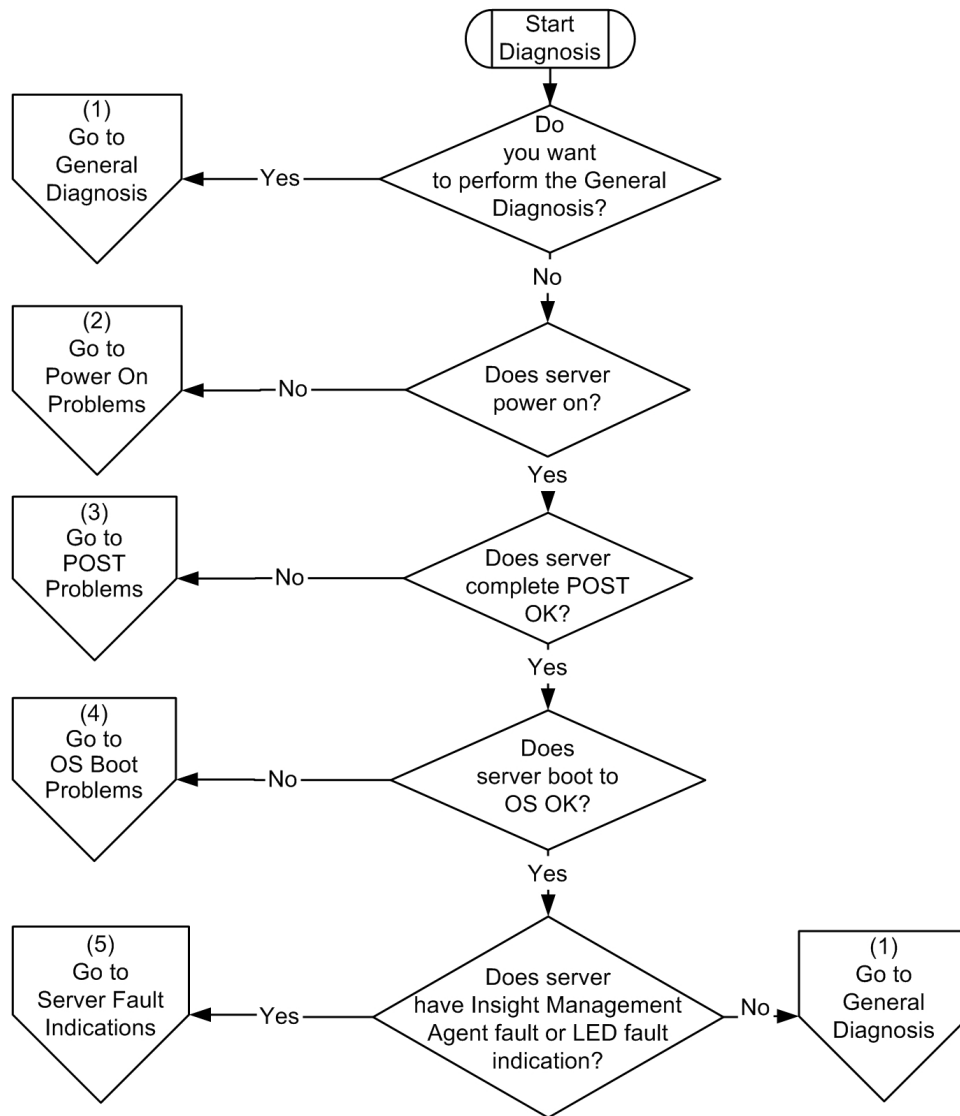 Start
Diagnosis
(1)
Go to
General
Diagnosis
Yes
Do
you want
to perform the General
Diagnosis?
No
(2)
Go to
Power On
Problems
No
Does server
power on?
Yes
(3)
Go to
POST
Problems
No
Does server
complete POST
OK?
Yes
(4)
Go to
OS Boot
Problems
No
Does
server boot to
OS OK?
Yes
(5)
Go to
Server Fault
Indications
Yes
Does server
have Insight Management
Agent fault or LED fault
indication?
No
(1)
Go to
General
Diagnosis